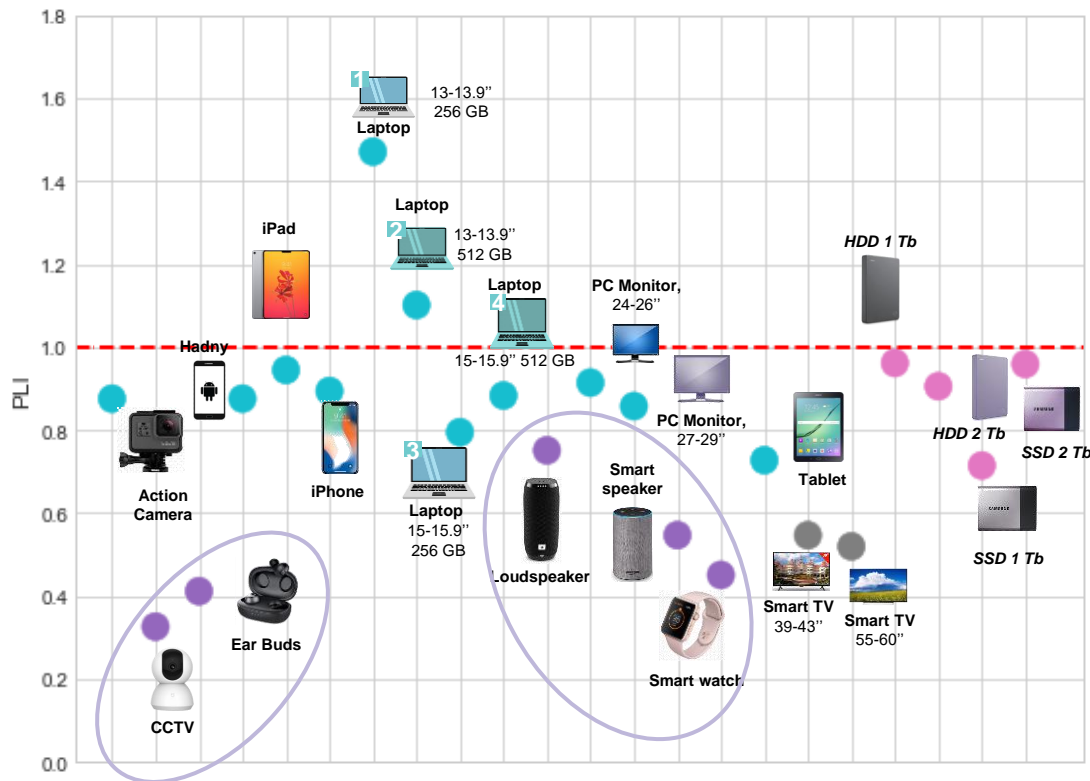 1.8
1.6
1.4
1.2
1.0
0.8
0.6
0.4
0.2
0.0
PLI
1
Laptop
13-13.9’’
256 GB
Laptop
2
13-13.9’’
512 GB
iPad
Laptop
4
15-15.9’’ 512 GB
PC Monitor,
24-26’’
HDD 1 Tb
Hadny
PC Monitor,
27-29’’
HDD 2 Tb
SSD 2 Tb
SAMSUNG
Action
Camera
iPhone
3
Laptop
15-15.9’’
256 GB
Smart
speaker
Tablet
SAMSUNG
SSD 1 Tb
Loudspeaker
Smart TV
39-43’’
Smart TV
55-60’’
Ear Buds
Smart watch
CCTV